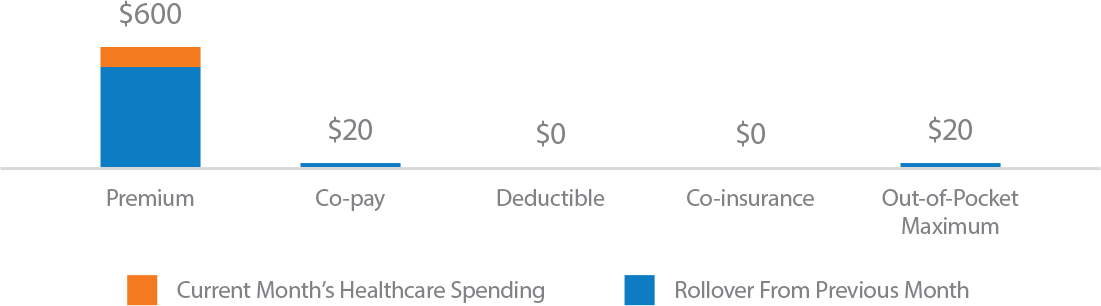 $600
$20
$0
$0
$20
Premium
Co-pay
Deductible
Co-insurance
Out-of-Pocket
Maximum
Current Month’s Healthcare Spending
Rollover From Previous Month